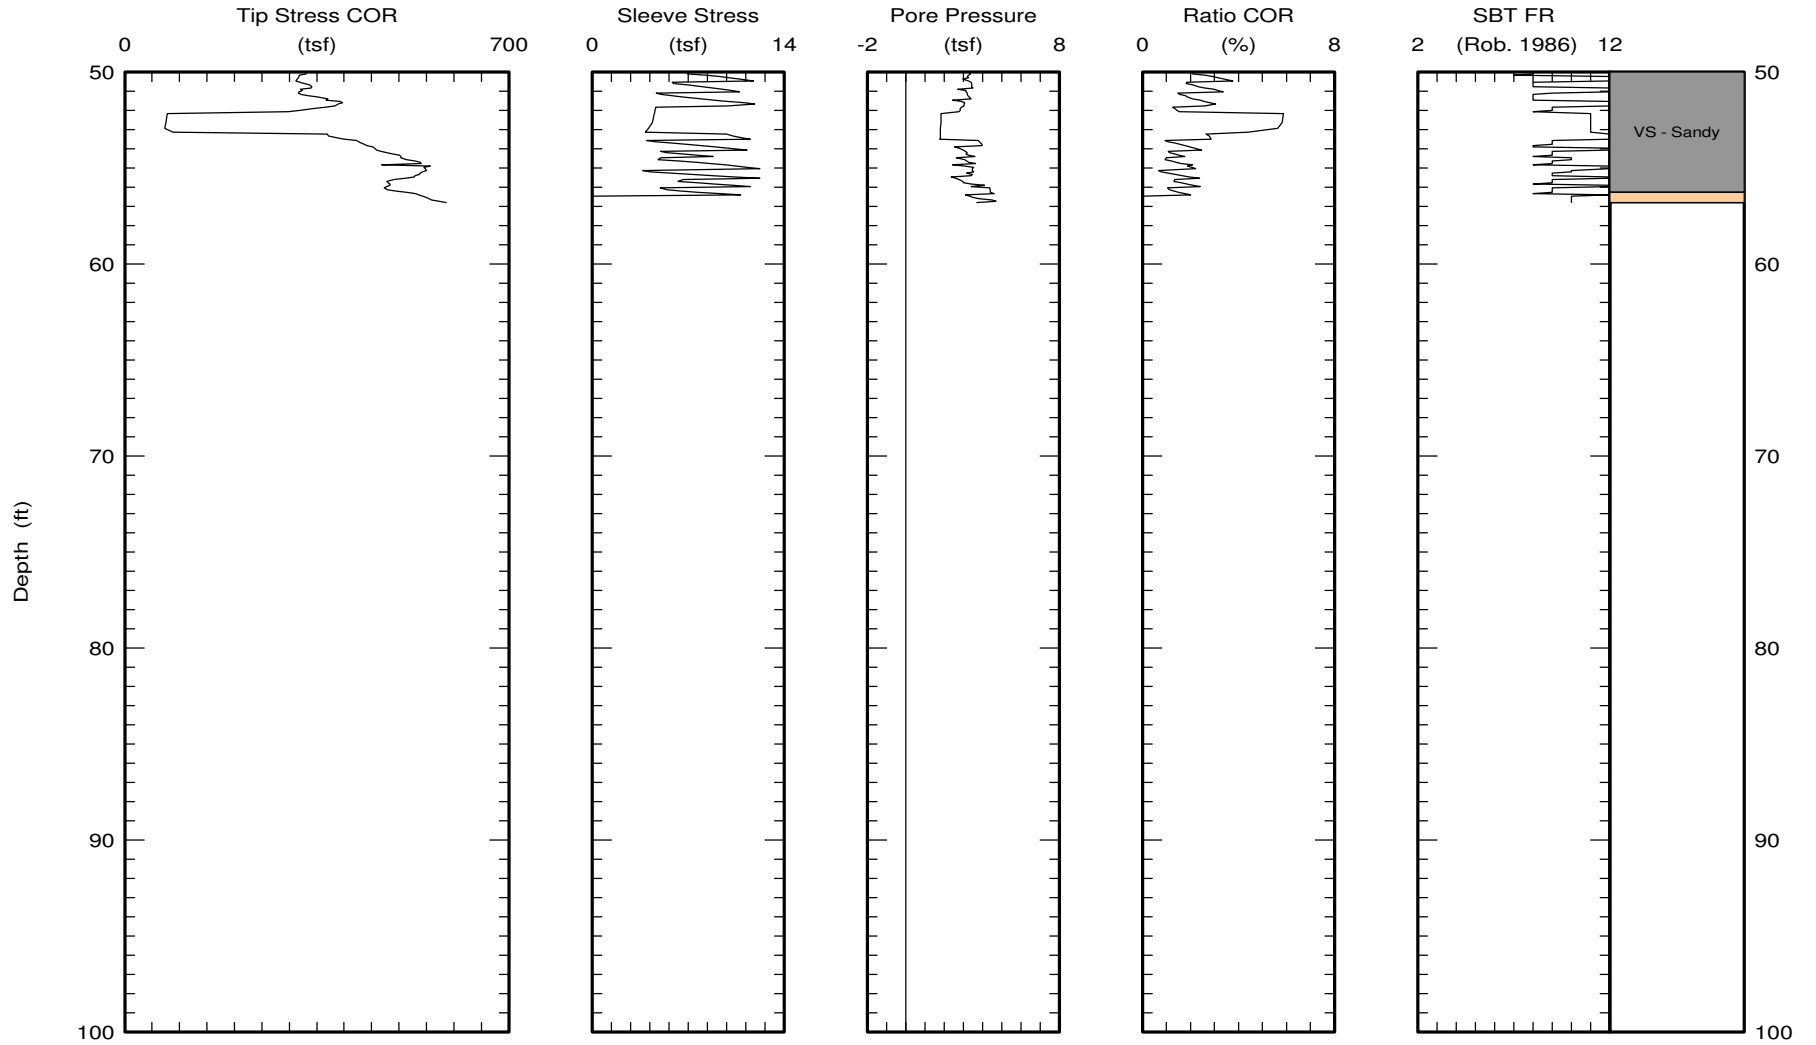 Tip Stress COR Sleeve Stress Pore Pressure Ratio COR SBT FR
0 (tsf) 700 0 (tsf) 14 -2 (tsf) 8 0 (%) 8 2 (Rob. 1986) 12
50 50
VS - Sandy
60 60
70 70
Depth (ft)
80 80
90 90
100 100